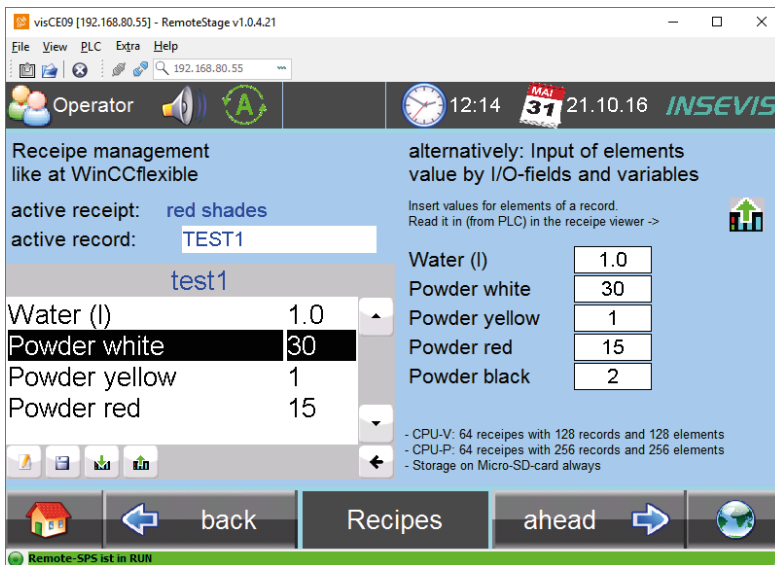 visCE09 [192.168.80.55] - RemoteStage v1.0.4.21
File View PLC Extra Help
192.168.80.55
Operator
A
12:14
MAI
31
21.10.16
INSEVIS
Receipe management
like at WinCCflexible
active receipt: red shades
active record: TEST1
test1
Water (l) 1.0
Powder white 30
Powder yellow 1
Powder red 15
alternatively: Input of elements
value by I/O-fields and variables
Insert values for elements of a record.
Read it in (from PLC) in the receipe viewer ->
Water (l) 1.0
Powder white 30
Powder yellow 1
Powder red 15
Powder black 2
- CPU-V: 64 receipes with 128 records and 128 elements
- CPU-P: 64 receipes with 256 records and 256 elements
- Storage on Micro-SD-card always
back
Recipes
ahead
Remote-SPS ist in RUN